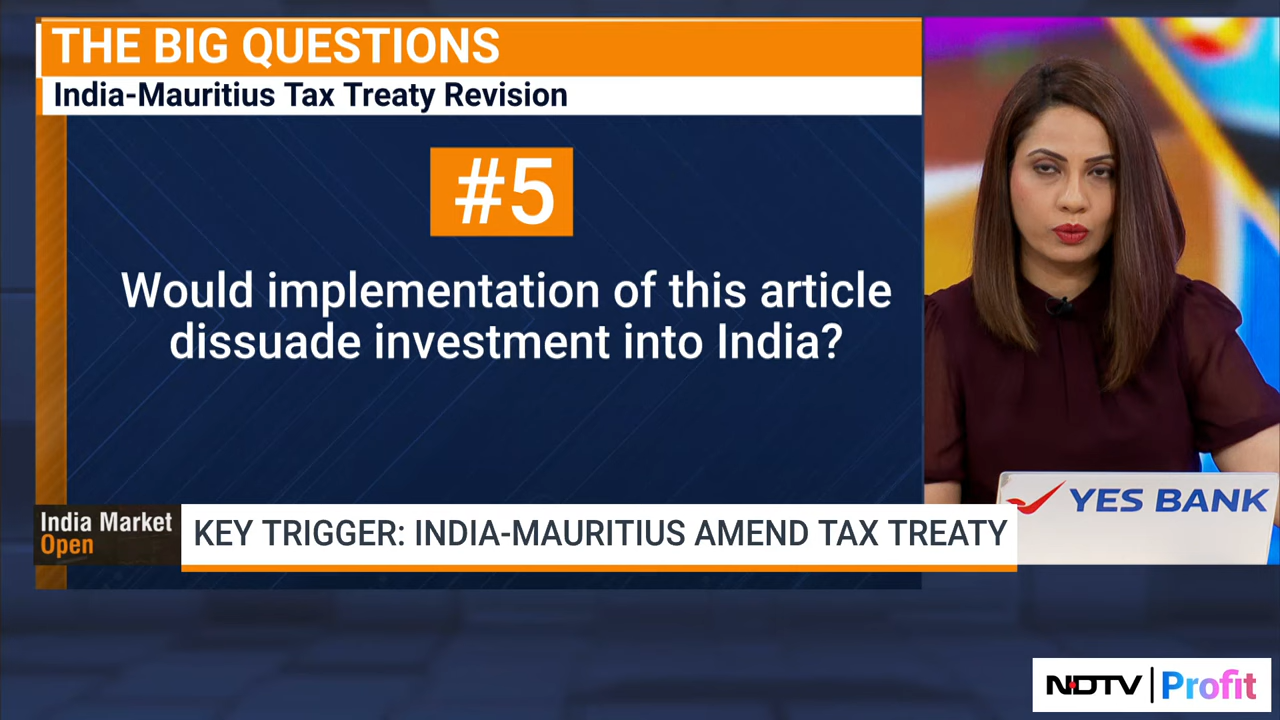 THE BIG QUESTIONS
India-Mauritius Tax Treaty Revision
#5
Would implementation of this article
dissuade investment into India?
India Market
Open
KEY TRIGGER: INDIA-MAURITIUS AMEND TAX TREATY
YES BANK
NDTV Profit